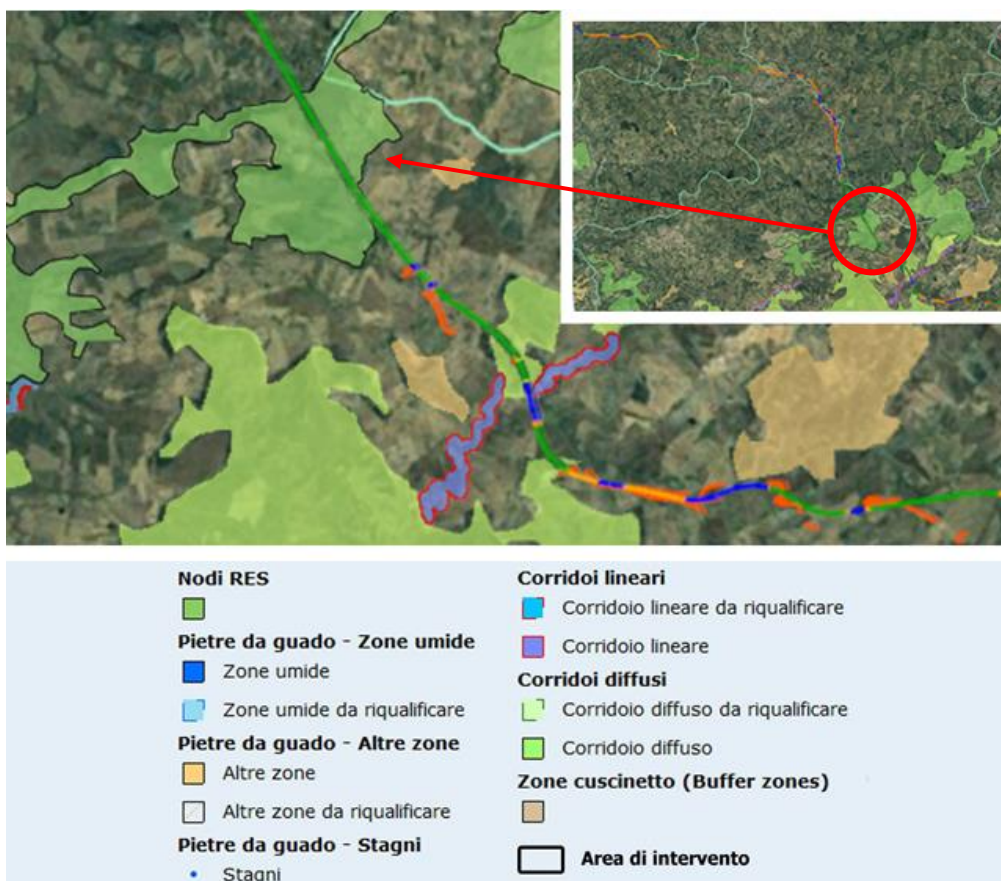 Nodi RES
Pietre da guado - Zone umide
Zone umide
Zone umide da riqualificare
Pietre da guado - Altre zone
Altre zone
Altre zone da riqualificare
Pietre da guado - Stagni
Stagni
Corridoi lineari
Corridoio lineare da riqualificare
Corridoio lineare
Corridoi diffusi
Corridoio diffuso da riqualificare
Corridoio diffuso
Zone cuscinetto (Buffer zones)
Area di intervento